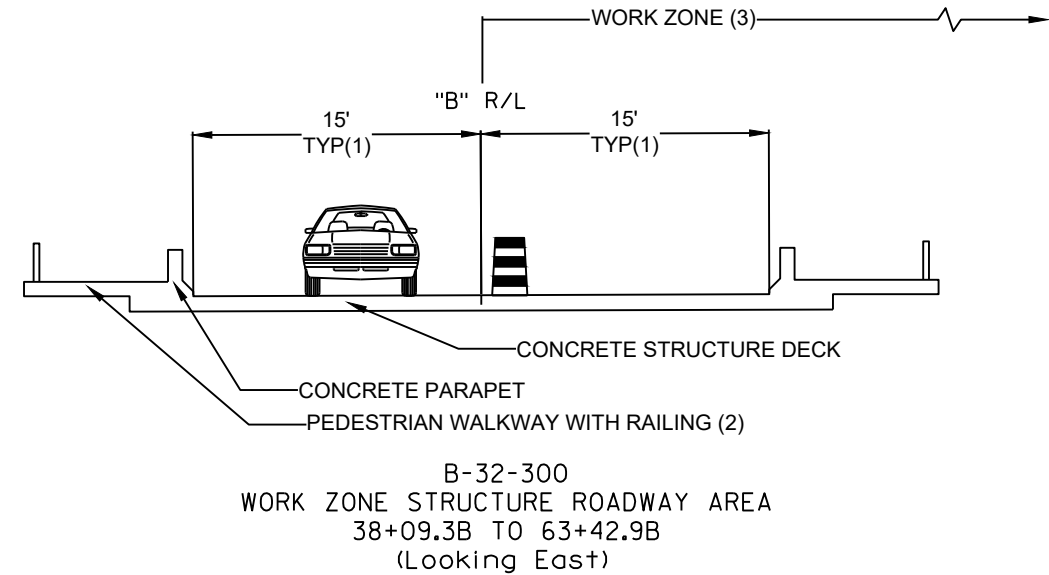 WORK ZONE (3)
"B" R/L
15'
TYP(1)
15'
TYP(1)
CONCRETE STRUCTURE DECK
CONCRETE PARAPET
PEDESTRIAN WALKWAY WITH RAILING (2)
B-32-300
WORK ZONE STRUCTURE ROADWAY AREA
38+09.3B TO 63+42.9B
(Looking East)